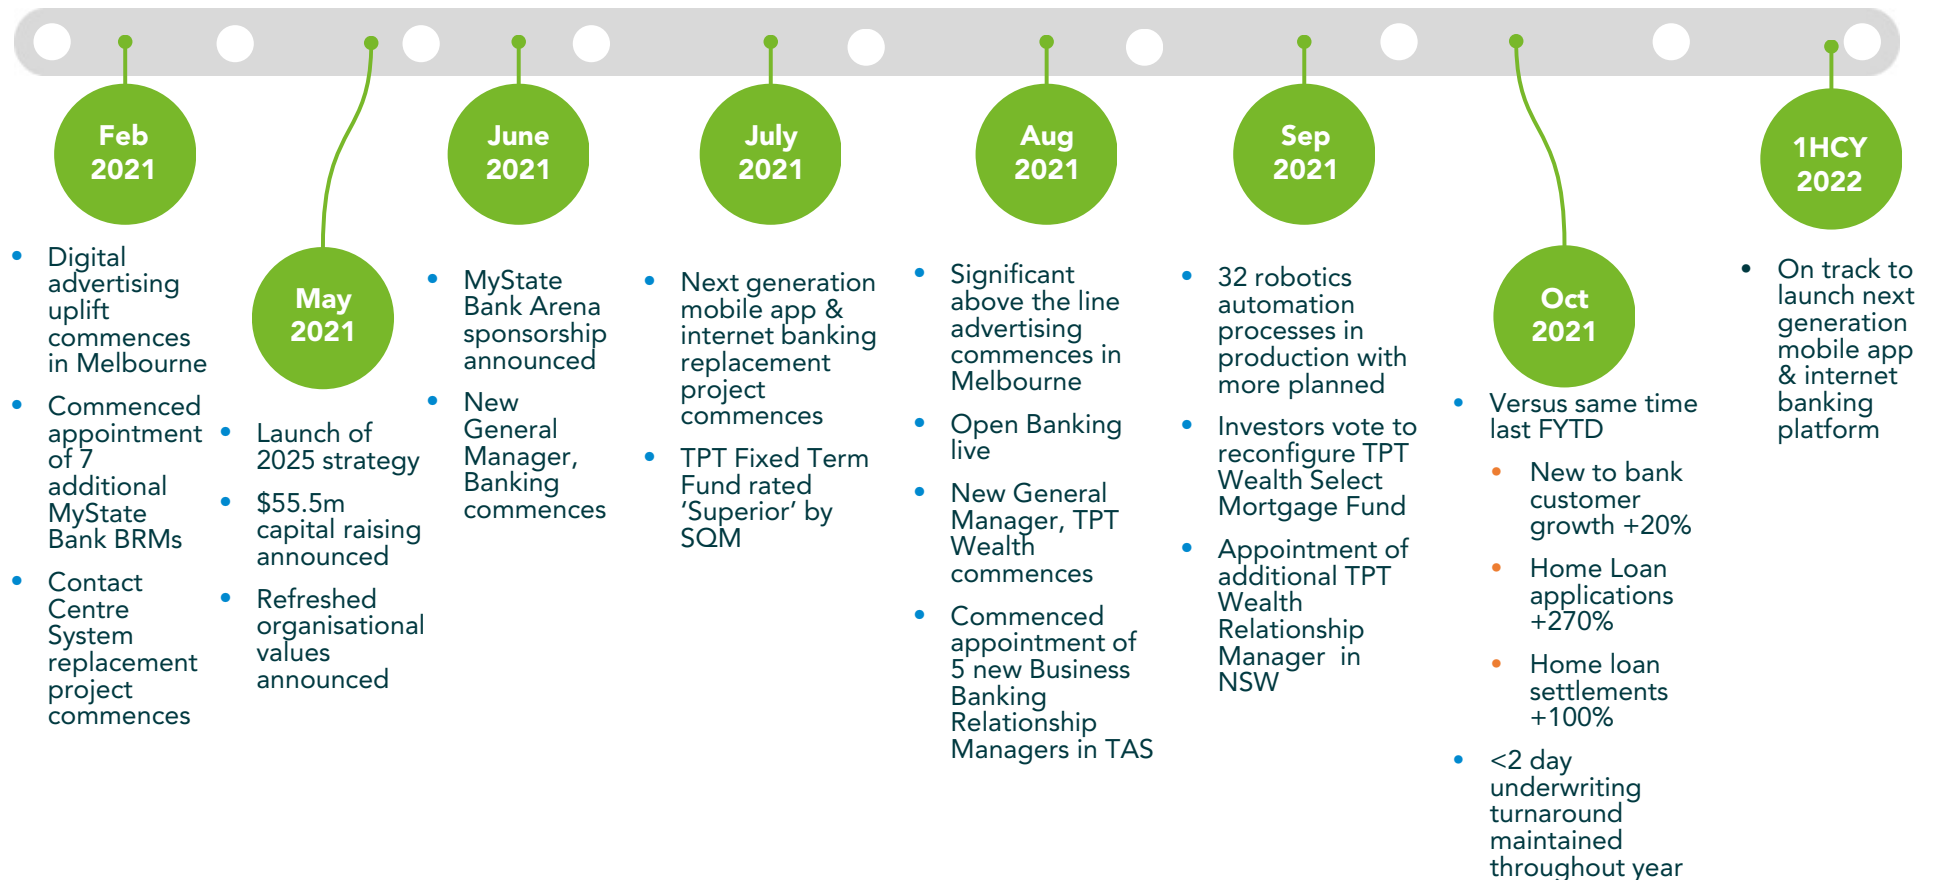 Feb
2021
• Digital
advertising
uplift
commences
in Melbourne
• Commenced
appointment
of 7
additional
MyState
Bank BRMs
• Contact
Centre
System
replacement
project
commences
May
2021
• Launch of
2025 strategy
• $55.5m
capital raising
announced
• Refreshed
organisational
values
announced
June
2021
• MyState
Bank Arena
sponsorship
announced
• New
General
Manager,
Banking
commences
July
2021
• Next generation
mobile app &
internet banking
replacement
project
commences
• TPT Fixed Term
Fund rated
‘Superior’ by
SQM
Aug
2021
• Significant
above the line
advertising
commences in
Melbourne
• Open Banking
live
• New General
Manager, TPT
Wealth
commences
• Commenced
appointment of
5 new Business
Banking
Relationship
Managers in TAS
Sep
2021
• 32 robotics
automation
processes in
production with
more planned
• Investors vote to
reconfigure TPT
Wealth Select
Mortgage Fund
• Appointment of
additional TPT
Wealth
Relationship
Manager in
NSW
Oct
2021
• Versus same time
last FYTD
• New to bank
customer
growth +20%
• Home Loan
applications
+270%
• Home loan
settlements
+100%
• <2 day
underwriting
turnaround
maintained
throughout year
1HCY
2022
• On track to
launch next
generation
mobile app
& internet
banking
platform